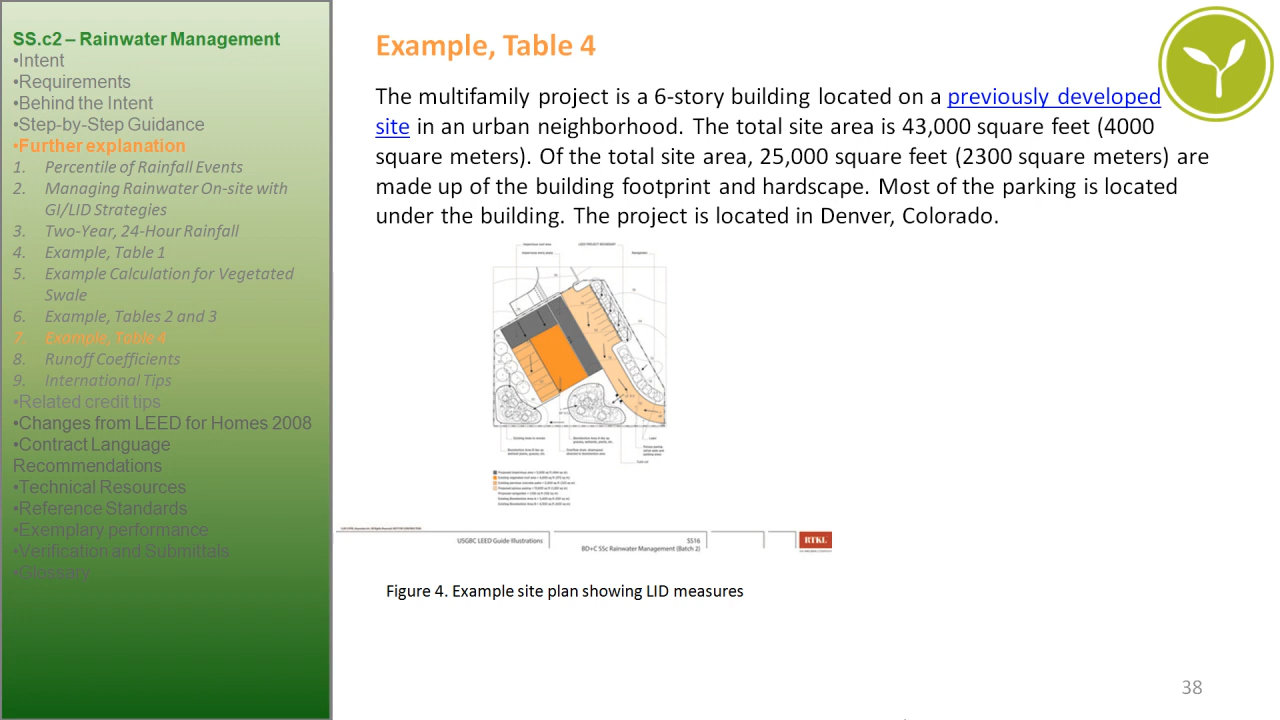 SS.c2 – Rainwater Management
•Intent
•Requirements
•Behind the Intent
•Step-by-Step Guidance
•Further explanation
1. Percentile of Rainfall Events
2. Managing Rainwater On-site with
GI/LID Strategies
3. Two-Year, 24-Hour Rainfall
4. Example, Table 1
5. Example Calculation for Vegetated
Swale
6. Example, Tables 2 and 3
7. Example, Table 4
8. Runoff Coefficients
9. International Tips
•Related credit tips
•Changes from LEED for Homes 2008
•Contract Language
Recommendations
•Technical Resources
•Reference Standards
•Exemplary performance
•Verification and Submittals
•Glossary
Example, Table 4
The multifamily project is a 6-story building located on a previously developed
site in an urban neighborhood. The total site area is 43,000 square feet (4000
square meters). Of the total site area, 25,000 square feet (2300 square meters) are
made up of the building footprint and hardscape. Most of the parking is located
under the building. The project is located in Denver, Colorado.
LEED PROJECT BOUNDARY
USGBC LEED Guide Illustrations
SS16
BD+C SSc Rainwater Management (Batch 2)
RTKL
Figure 4. Example site plan showing LID measures
38